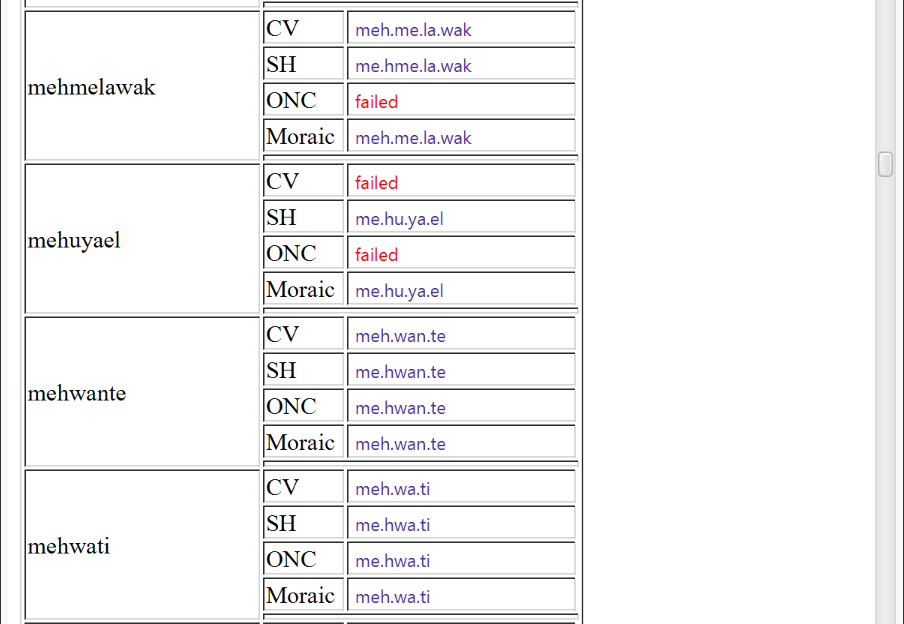 mehmelawak
CV meh.me.la.wak
SH me.hme.la.wak
ONC failed
Moraic meh.me.la.wak
mehuyael
CV failed
SH me.hu.ya.el
ONC failed
Moraic me.hu.ya.el
mehwante
CV meh.wan.te
SH me.hwan.te
ONC me.hwan.te
Moraic meh.wan.te
mehwati
CV meh.wa.ti
SH me.hwa.ti
ONC me.hwa.ti
Moraic meh.wa.ti